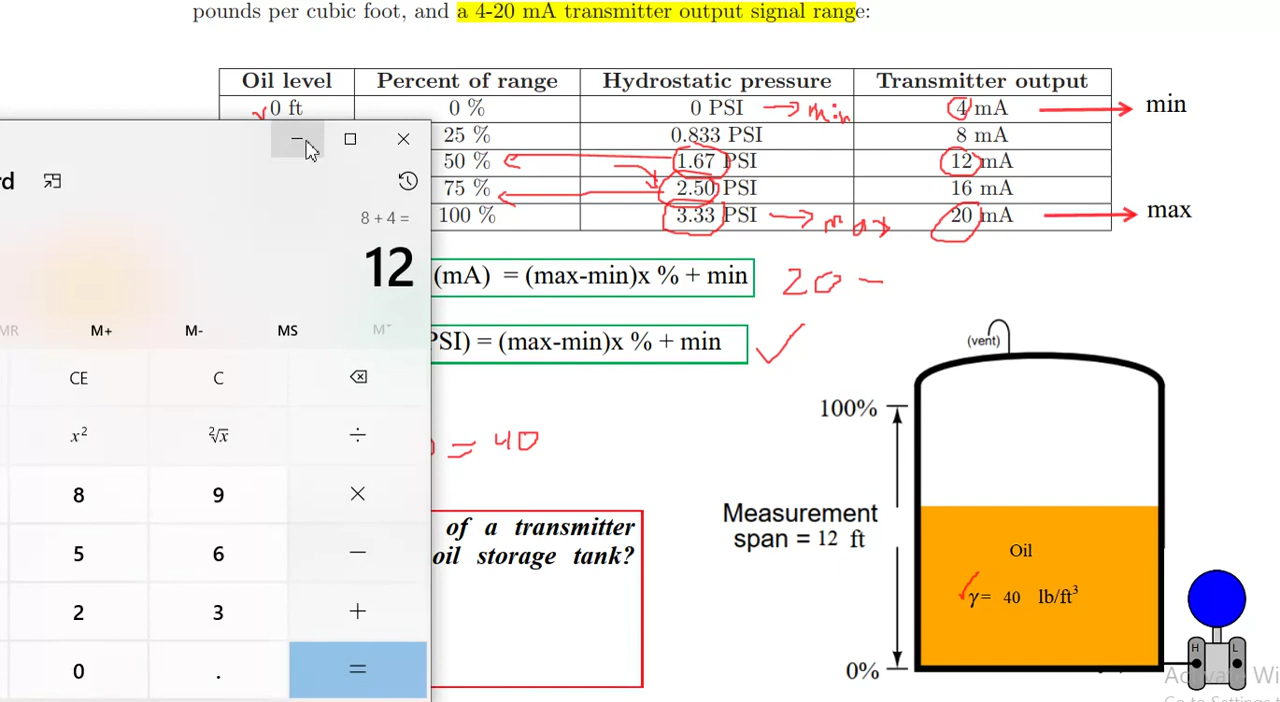 pounds per cubic foot, and a 4-20 mA transmitter output signal range:
Oil level Percent of range Hydrostatic pressure Transmitter output
0 ft 0 % 0 PSI → min 4 mA min
25 % 0.833 PSI 8 mA
50 % 1.67 PSI 12 mA
75 % 2.50 PSI 16 mA
100 % 3.33 PSI → max 20 mA max
rd
8 + 4 =
12
MR M+ M- MS M˅
CE C ⌫
x² ²√x ÷
8 9 ×
5 6 −
2 3 +
0 . =
(mA) = (max-min)x % + min 20 -
PSI) = (max-min)x % + min
= 40
of a transmitter
oil storage tank?
(vent)
100%
Measurement
span = 12 ft
Oil
γ= 40 lb/ft³
0%
H L